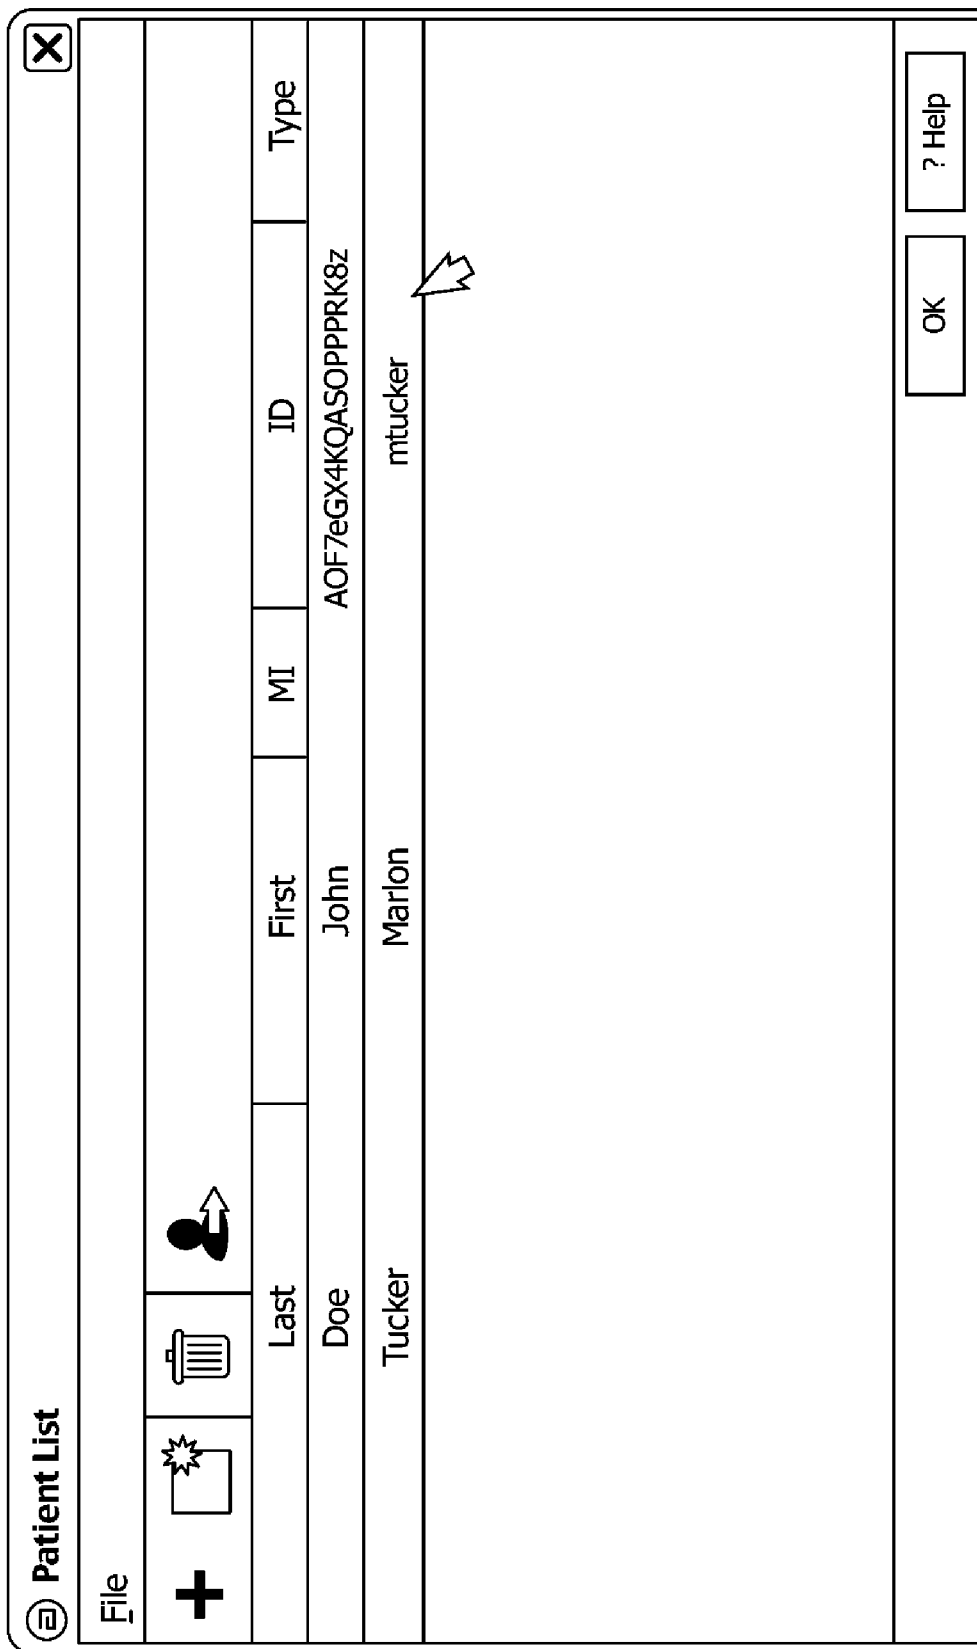 Patient List
File
Last First MI ID Type
Doe John AOF7eGX4KQASOPPPRK8z
Tucker Marlon mtucker
OK ? Help